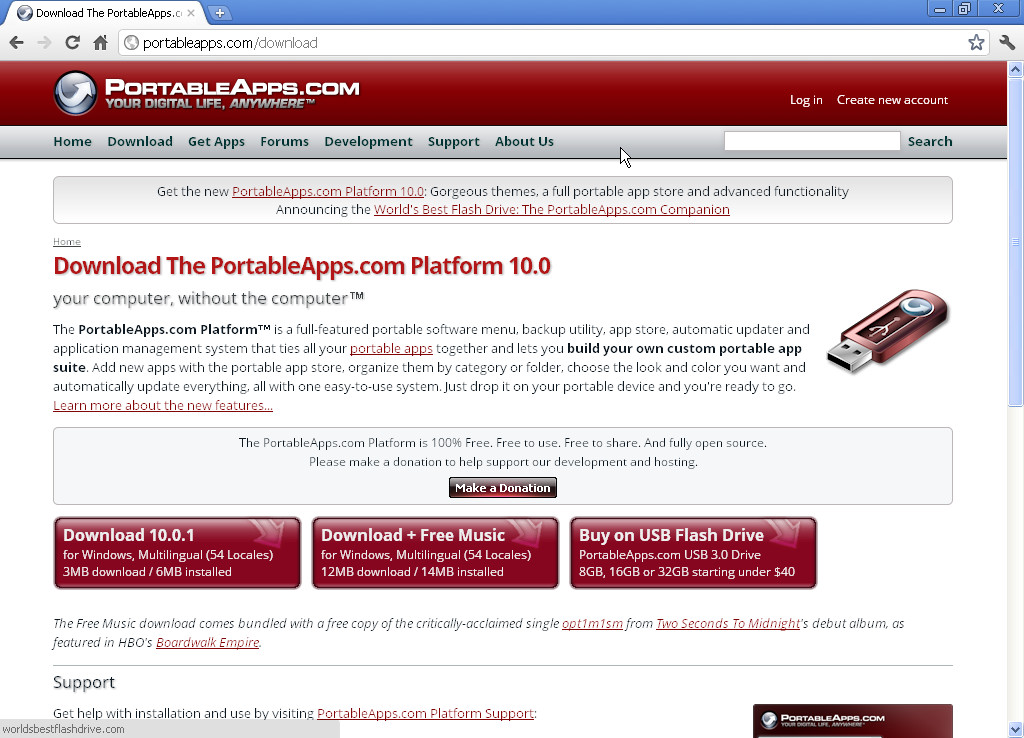 Download The PortableApps.c
portableapps.com/download
PORTABLEAPPS.COM
YOUR DIGITAL LIFE, ANYWHERE™
Log in Create new account
Home Download Get Apps Forums Development Support About Us Search
Get the new PortableApps.com Platform 10.0: Gorgeous themes, a full portable app store and advanced functionality
Announcing the World's Best Flash Drive: The PortableApps.com Companion
Home
Download The PortableApps.com Platform 10.0
your computer, without the computer™
The PortableApps.com Platform™ is a full-featured portable software menu, backup utility, app store, automatic updater and
application management system that ties all your portable apps together and lets you build your own custom portable app
suite. Add new apps with the portable app store, organize them by category or folder, choose the look and color you want and
automatically update everything, all with one easy-to-use system. Just drop it on your portable device and you're ready to go.
Learn more about the new features...
The PortableApps.com Platform is 100% Free. Free to use. Free to share. And fully open source.
Please make a donation to help support our development and hosting.
Make a Donation
Download 10.0.1
for Windows, Multilingual (54 Locales)
3MB download / 6MB installed
Download + Free Music
for Windows, Multilingual (54 Locales)
12MB download / 14MB installed
Buy on USB Flash Drive
PortableApps.com USB 3.0 Drive
8GB, 16GB or 32GB starting under $40
The Free Music download comes bundled with a free copy of the critically-acclaimed single opt1m1sm from Two Seconds To Midnight's debut album, as
featured in HBO's Boardwalk Empire.
Support
Get help with installation and use by visiting PortableApps.com Platform Support:
PORTABLEAPPS.COM
YOUR DIGITAL LIFE, ANYWHERE™
worldsbestflashdrive.com